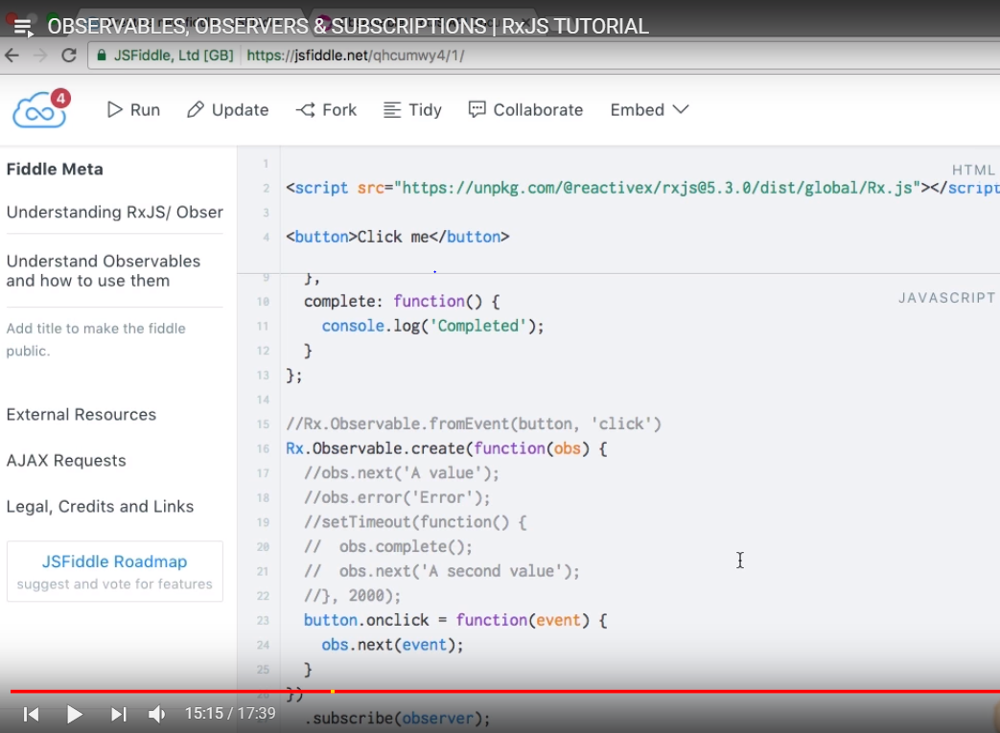 OBSERVABLES, OBSERVERS & SUBSCRIPTIONS | RxJS TUTORIAL
JSFiddle, Ltd [GB] https://jsfiddle.net/qhcumwy4/1/
4
Run Update Fork Tidy Collaborate Embed
Fiddle Meta
Understanding RxJS/ Obser
Understand Observables
and how to use them
Add title to make the fiddle
public.
External Resources
AJAX Requests
Legal, Credits and Links
JSFiddle Roadmap
suggest and vote for features
HTML
1
2 <script src="https://unpkg.com/@reactivex/rxjs@5.3.0/dist/global/Rx.js"></script
3
4 <button>Click me</button>
JAVASCRIPT
9 },
10 complete: function() {
11 console.log('Completed');
12 }
13 };
14
15 //Rx.Observable.fromEvent(button, 'click')
16 Rx.Observable.create(function(obs) {
17 //obs.next('A value');
18 //obs.error('Error');
19 //setTimeout(function() {
20 // obs.complete();
21 // obs.next('A second value');
22 //}, 2000);
23 button.onclick = function(event) {
24 obs.next(event);
25 }
26 })
.subscribe(observer);
15:15 / 17:39